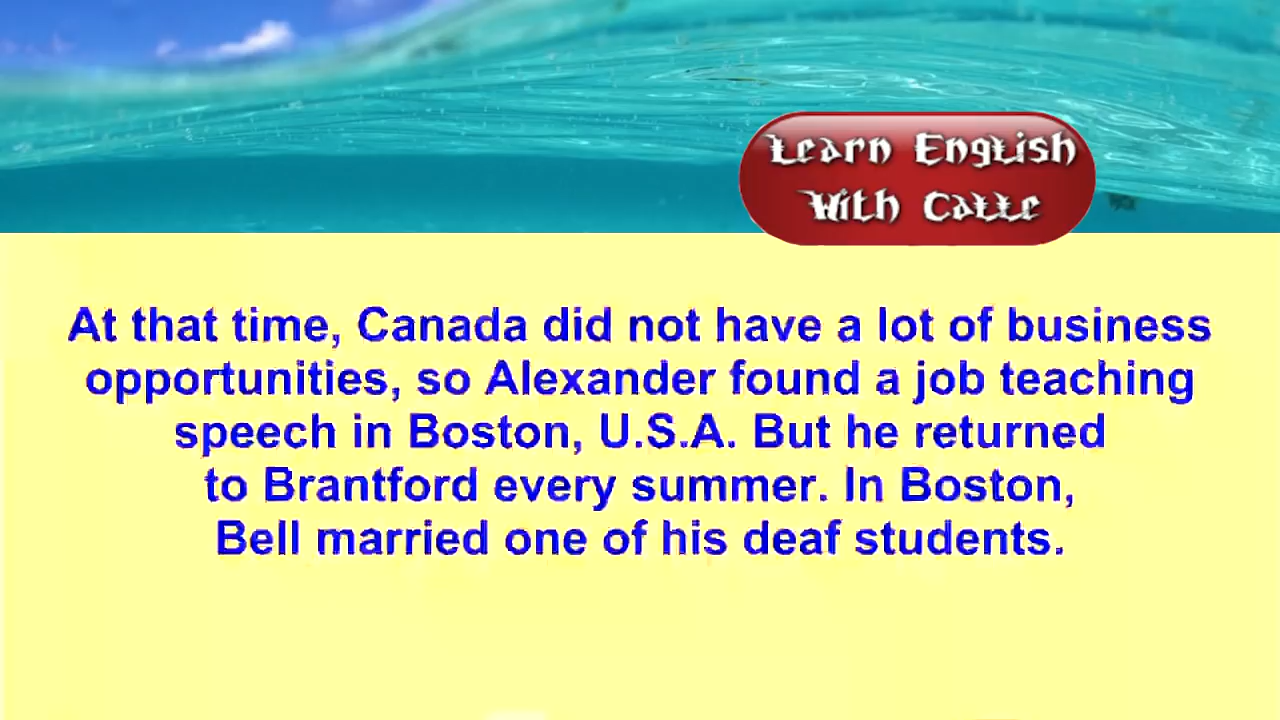 Learn English
With Calle
At that time, Canada did not have a lot of business
opportunities, so Alexander found a job teaching
speech in Boston, U.S.A. But he returned
to Brantford every summer. In Boston,
Bell married one of his deaf students.